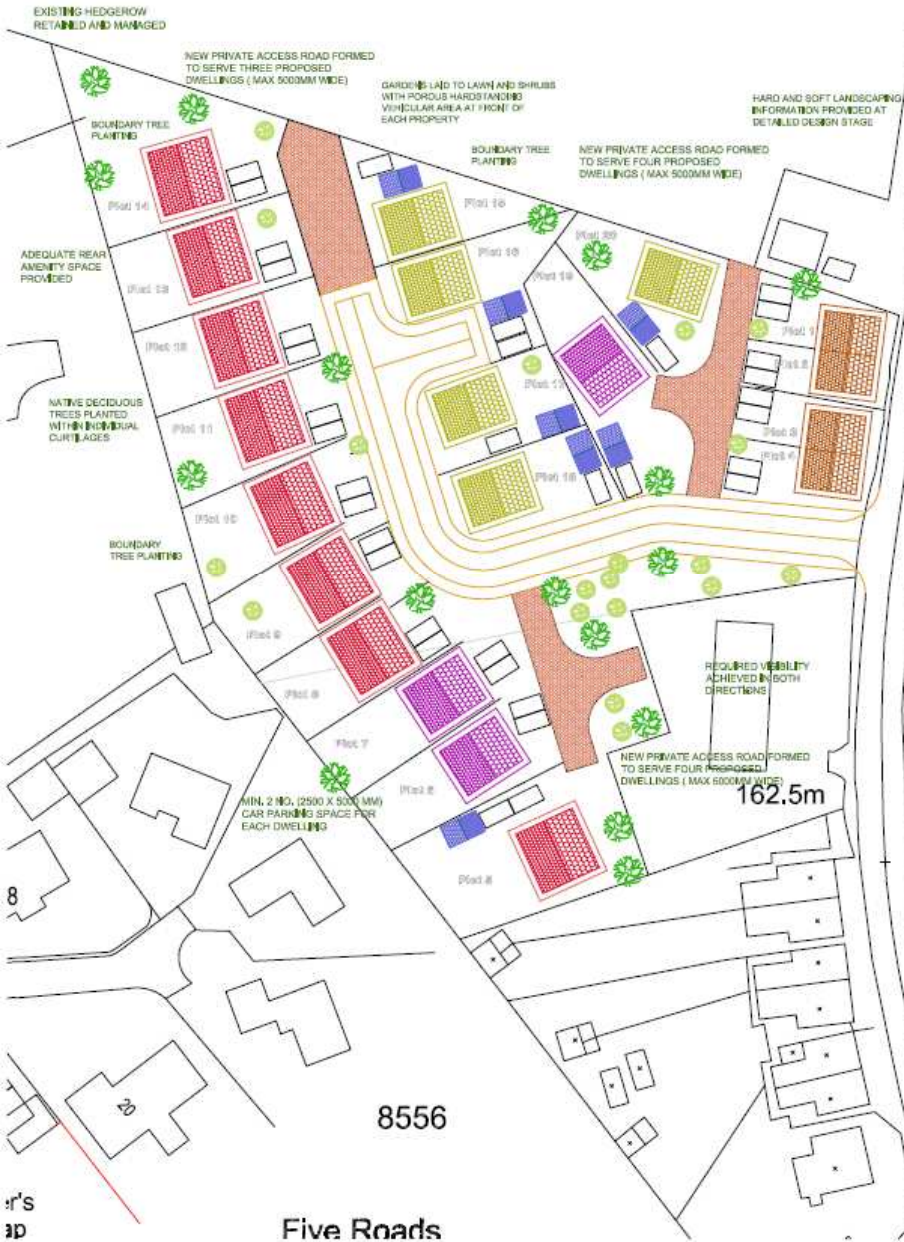 EXISTING HEDGEROW
RETAINED AND MANAGED
NEW PRIVATE ACCESS ROAD FORMED
TO SERVE THREE PROPOSED
DWELLINGS ( MAX 5000MM WIDE)
GARDENS LAID TO LAWN AND SHRUBS
WITH POROUS HARDSTANDING
VEHICULAR AREA AT FRONT OF
EACH PROPERTY
HARD AND SOFT LANDSCAPING
INFORMATION PROVIDED AT
DETAILED DESIGN STAGE
BOUNDARY TREE
PLANTING
BOUNDARY TREE
PLANTING
NEW PRIVATE ACCESS ROAD FORMED
TO SERVE FOUR PROPOSED
DWELLINGS ( MAX 5000MM WIDE)
Plot 14
Plot 15
Plot 16
Plot 19
Plot 20
ADEQUATE REAR
AMENITY SPACE
PROVIDED
Plot 13
Plot 12
Plot 1
Plot 2
NATIVE DECIDUOUS
TREES PLANTED
WITHIN INDIVIDUAL
CURTILAGES
Plot 11
Plot 17
Plot 3
Plot 4
Plot 18
Plot 10
BOUNDARY
TREE PLANTING
Plot 9
Plot 8
Plot 7
Plot 6
Plot 5
REQUIRED VISIBILITY
ACHIEVED IN BOTH
DIRECTIONS
NEW PRIVATE ACCESS ROAD FORMED
TO SERVE FOUR PROPOSED
DWELLINGS ( MAX 5000MM WIDE)
162.5m
MIN. 2 NO. (2500 X 5000 MM)
CAR PARKING SPACE FOR
EACH DWELLING
8
20
8556
er's
ap
Five Roads